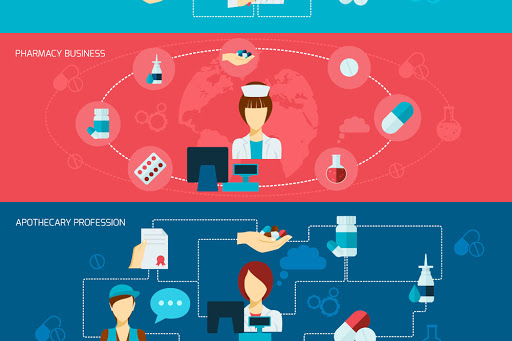 PHARMACY BUSINESS
APOTHECARY PROFESSION